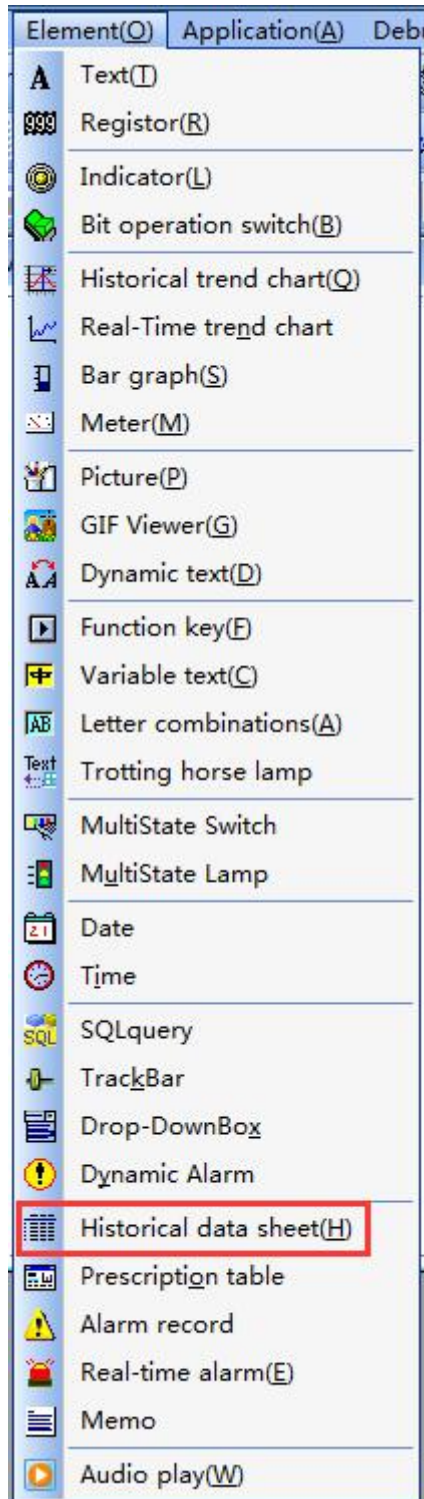 Element(O) Application(A) Debu
Text(T)
Registor(R)
Indicator(L)
Bit operation switch(B)
Historical trend chart(Q)
Real-Time trend chart
Bar graph(S)
Meter(M)
Picture(P)
GIF Viewer(G)
Dynamic text(D)
Function key(F)
Variable text(C)
AB Letter combinations(A)
Text Trotting horse lamp
MultiState Switch
MultiState Lamp
21 Date
Time
SQL SQLquery
TrackBar
Drop-DownBox
Dynamic Alarm
Historical data sheet(H)
Prescription table
Alarm record
Real-time alarm(E)
Memo
Audio play(W)